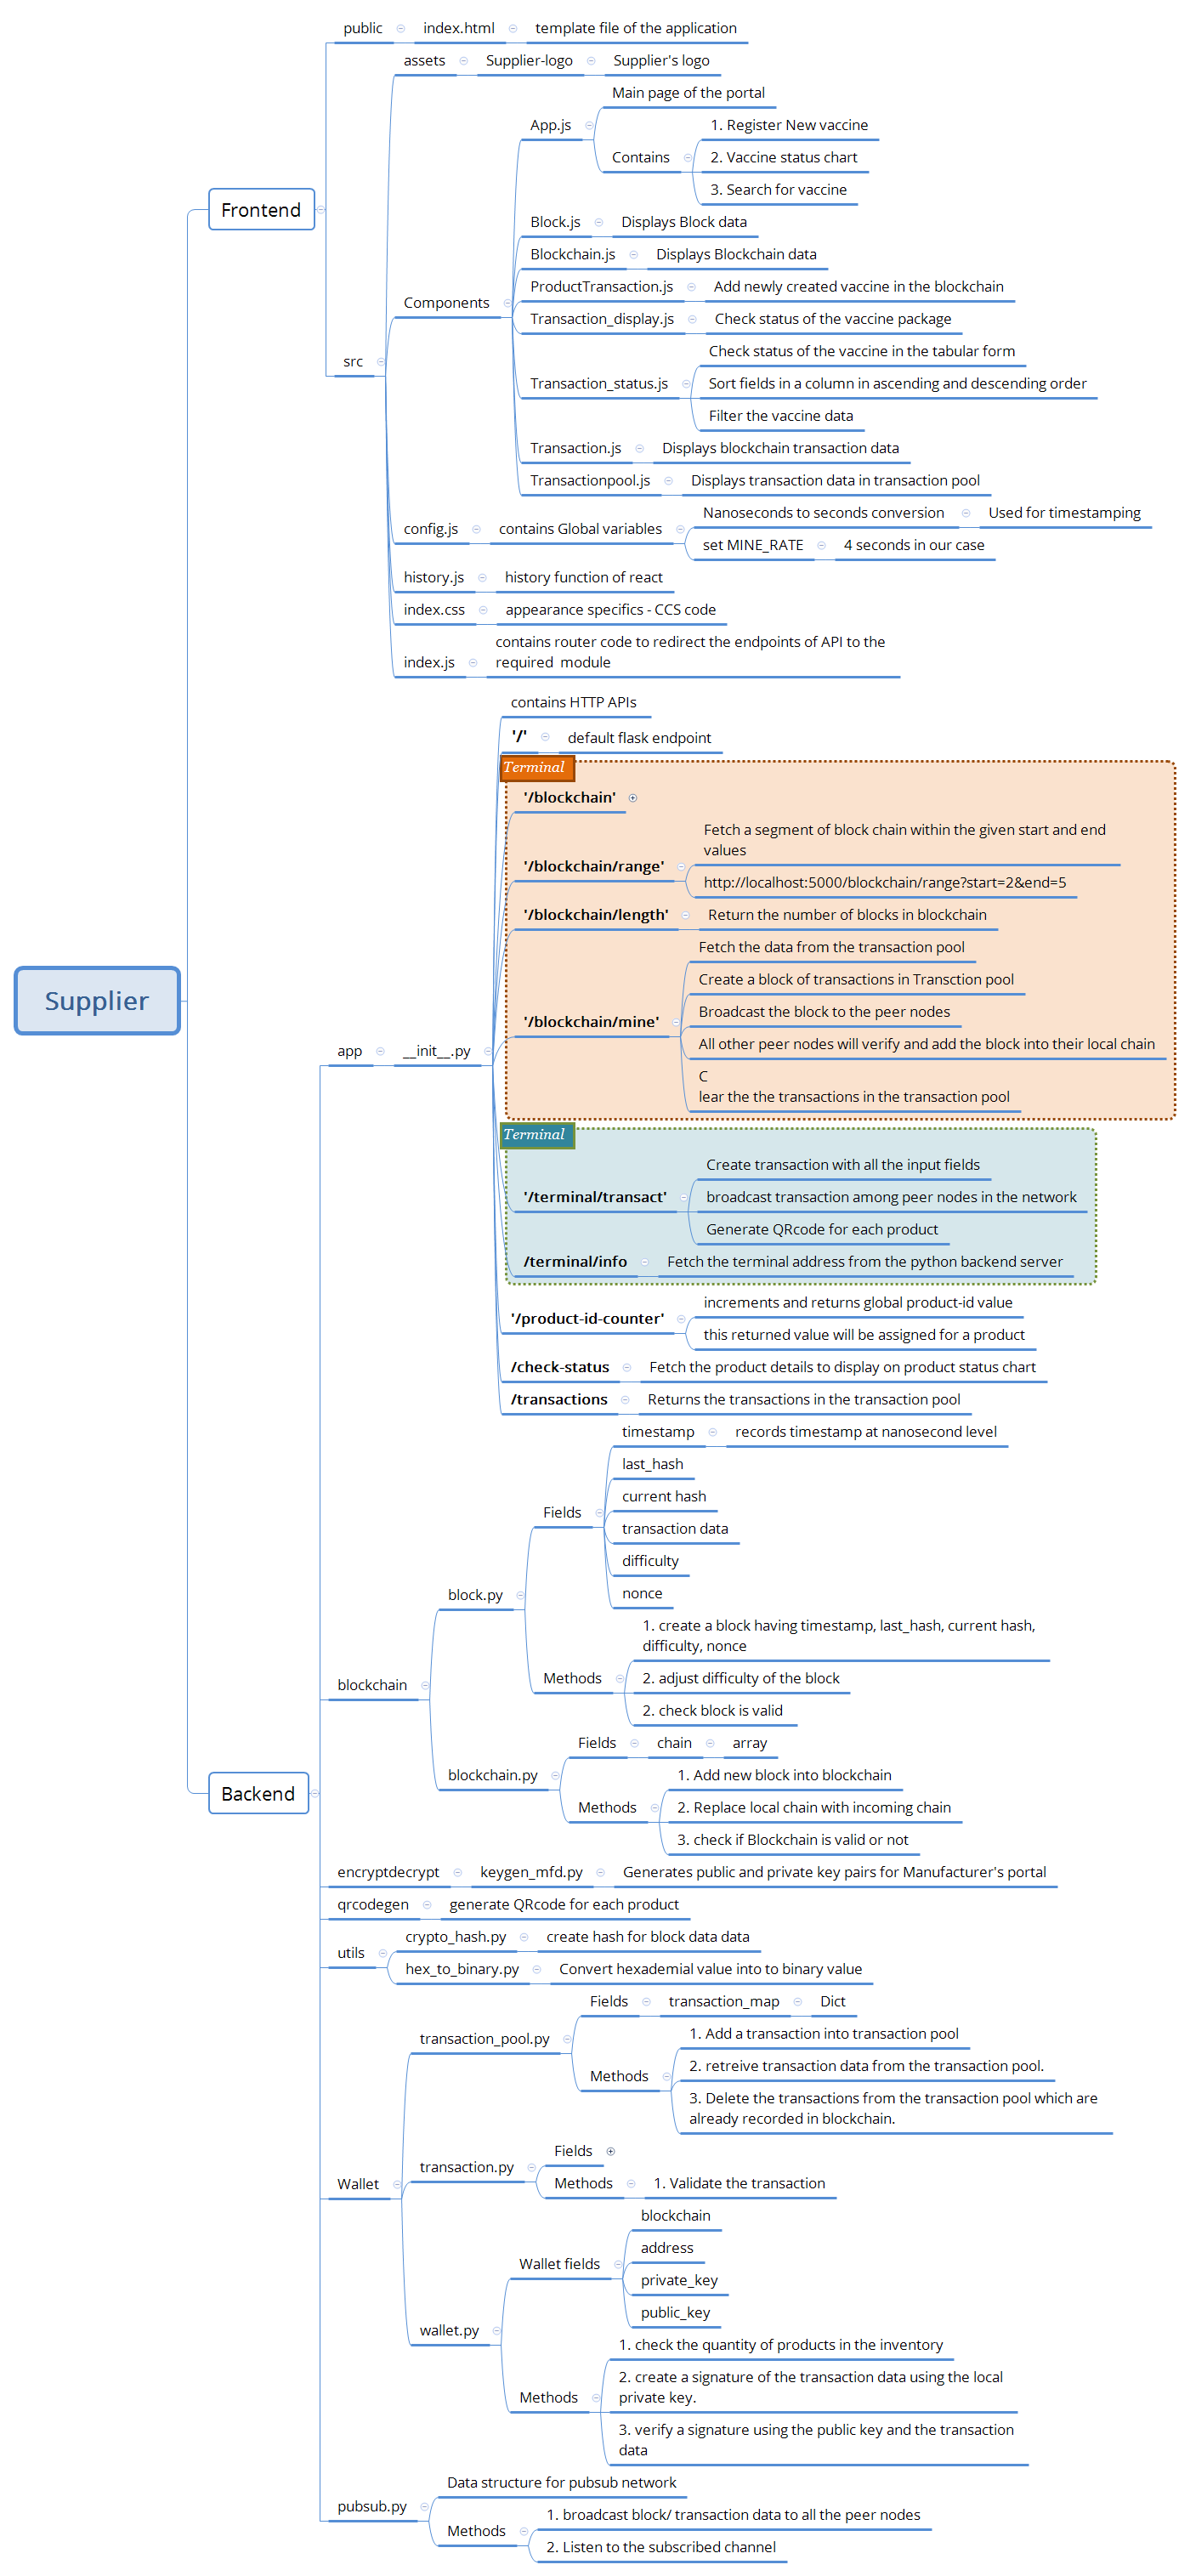 public
index.html
template file of the application
assets
Supplier-logo
Supplier's logo
Main page of the portal
App.js
1. Register New vaccine
Contains
2. Vaccine status chart
3. Search for vaccine
Frontend
Block.js
Displays Block data
Blockchain.js
Displays Blockchain data
ProductTransaction.js
Add newly created vaccine in the blockchain
Components
Transaction_display.js
Check status of the vaccine package
Check status of the vaccine in the tabular form
src
Transaction_status.js
Sort fields in a column in ascending and descending order
Filter the vaccine data
Transaction.js
Displays blockchain transaction data
Transactionpool.js
Displays transaction data in transaction pool
Nanoseconds to seconds conversion
Used for timestamping
config.js
contains Global variables
set MINE_RATE
4 seconds in our case
history.js
history function of react
index.css
appearance specifics - CCS code
contains router code to redirect the endpoints of API to the
index.js
required  module
contains HTTP APIs
'/'
default flask endpoint
Terminal
'/blockchain'
Fetch a segment of block chain within the given start and end
values
'/blockchain/range'
http://localhost:5000/blockchain/range?start=2&end=5
'/blockchain/length'
Return the number of blocks in blockchain
Fetch the data from the transaction pool
Create a block of transactions in Transction pool
Supplier
Broadcast the block to the peer nodes
'/blockchain/mine'
All other peer nodes will verify and add the block into their local chain
app
__init__.py
C
lear the the transactions in the transaction pool
Terminal
Create transaction with all the input fields
'/terminal/transact'
broadcast transaction among peer nodes in the network
Generate QRcode for each product
/terminal/info
Fetch the terminal address from the python backend server
increments and returns global product-id value
'/product-id-counter'
this returned value will be assigned for a product
/check-status
Fetch the product details to display on product status chart
/transactions
Returns the transactions in the transaction pool
timestamp
records timestamp at nanosecond level
last_hash
current hash
Fields
transaction data
difficulty
nonce
block.py
1. create a block having timestamp, last_hash, current hash,
difficulty, nonce
Methods
2. adjust difficulty of the block
blockchain
2. check block is valid
Fields
chain
array
blockchain.py
1. Add new block into blockchain
Backend
Methods
2. Replace local chain with incoming chain
3. check if Blockchain is valid or not
encryptdecrypt
keygen_mfd.py
Generates public and private key pairs for Manufacturer's portal
qrcodegen
generate QRcode for each product
crypto_hash.py
create hash for block data data
utils
hex_to_binary.py
Convert hexademial value into to binary value
Fields
transaction_map
Dict
transaction_pool.py
1. Add a transaction into transaction pool
2. retreive transaction data from the transaction pool.
Methods
3. Delete the transactions from the transaction pool which are
already recorded in blockchain.
Fields
transaction.py
Methods
1. Validate the transaction
Wallet
blockchain
address
Wallet fields
private_key
public_key
wallet.py
1. check the quantity of products in the inventory
2. create a signature of the transaction data using the local
private key.
Methods
3. verify a signature using the public key and the transaction
data
Data structure for pubsub network
pubsub.py
1. broadcast block/ transaction data to all the peer nodes
Methods
2. Listen to the subscribed channel